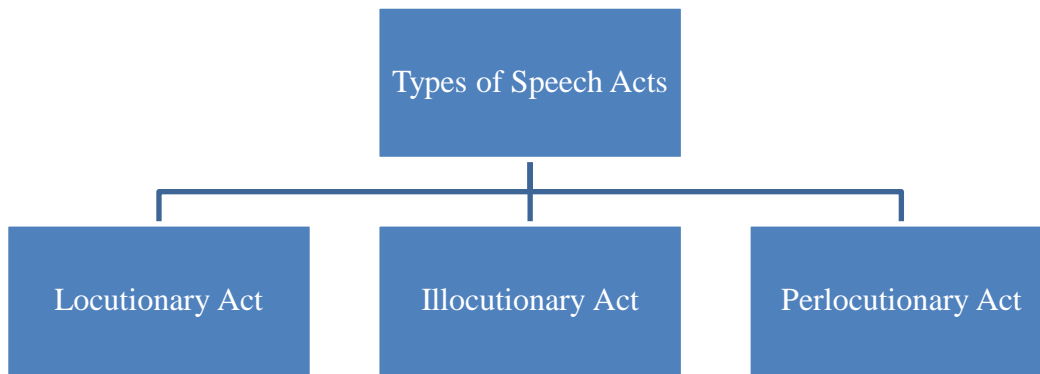 Types of Speech Acts
Locutionary Act
Illocutionary Act
Perlocutionary Act